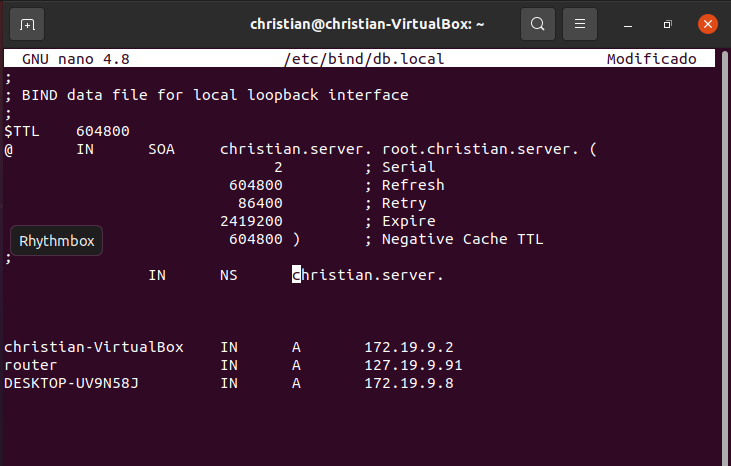 christian@christian-VirtualBox: ~
GNU nano 4.8 /etc/bind/db.local Modificado
;
; BIND data file for local loopback interface
;
$TTL 604800
@ IN SOA christian.server. root.christian.server. (
2 ; Serial
604800 ; Refresh
86400 ; Retry
2419200 ; Expire
604800 ) ; Negative Cache TTL
Rhythmbox
;
IN NS christian.server.
christian-VirtualBox IN A 172.19.9.2
router IN A 127.19.9.91
DESKTOP-UV9N58J IN A 172.19.9.8